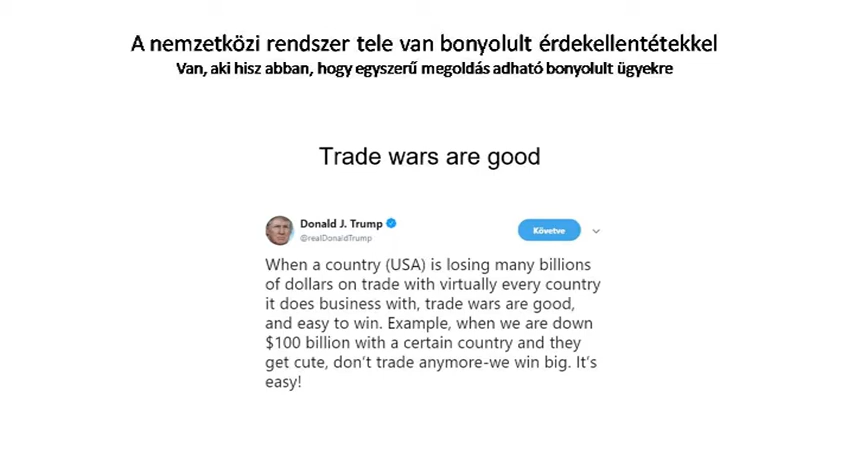 A nemzetközi rendszer tele van bonyolult érdekellentétekkel
Van, aki hisz abban, hogy egyszerű megoldás adható bonyolult ügyekre
Trade wars are good
Donald J. Trump
@realDonaldTrump
Követve
When a country (USA) is losing many billions
of dollars on trade with virtually every country
it does business with, trade wars are good,
and easy to win. Example, when we are down
$100 billion with a certain country and they
get cute, don't trade anymore-we win big. It's
easy!